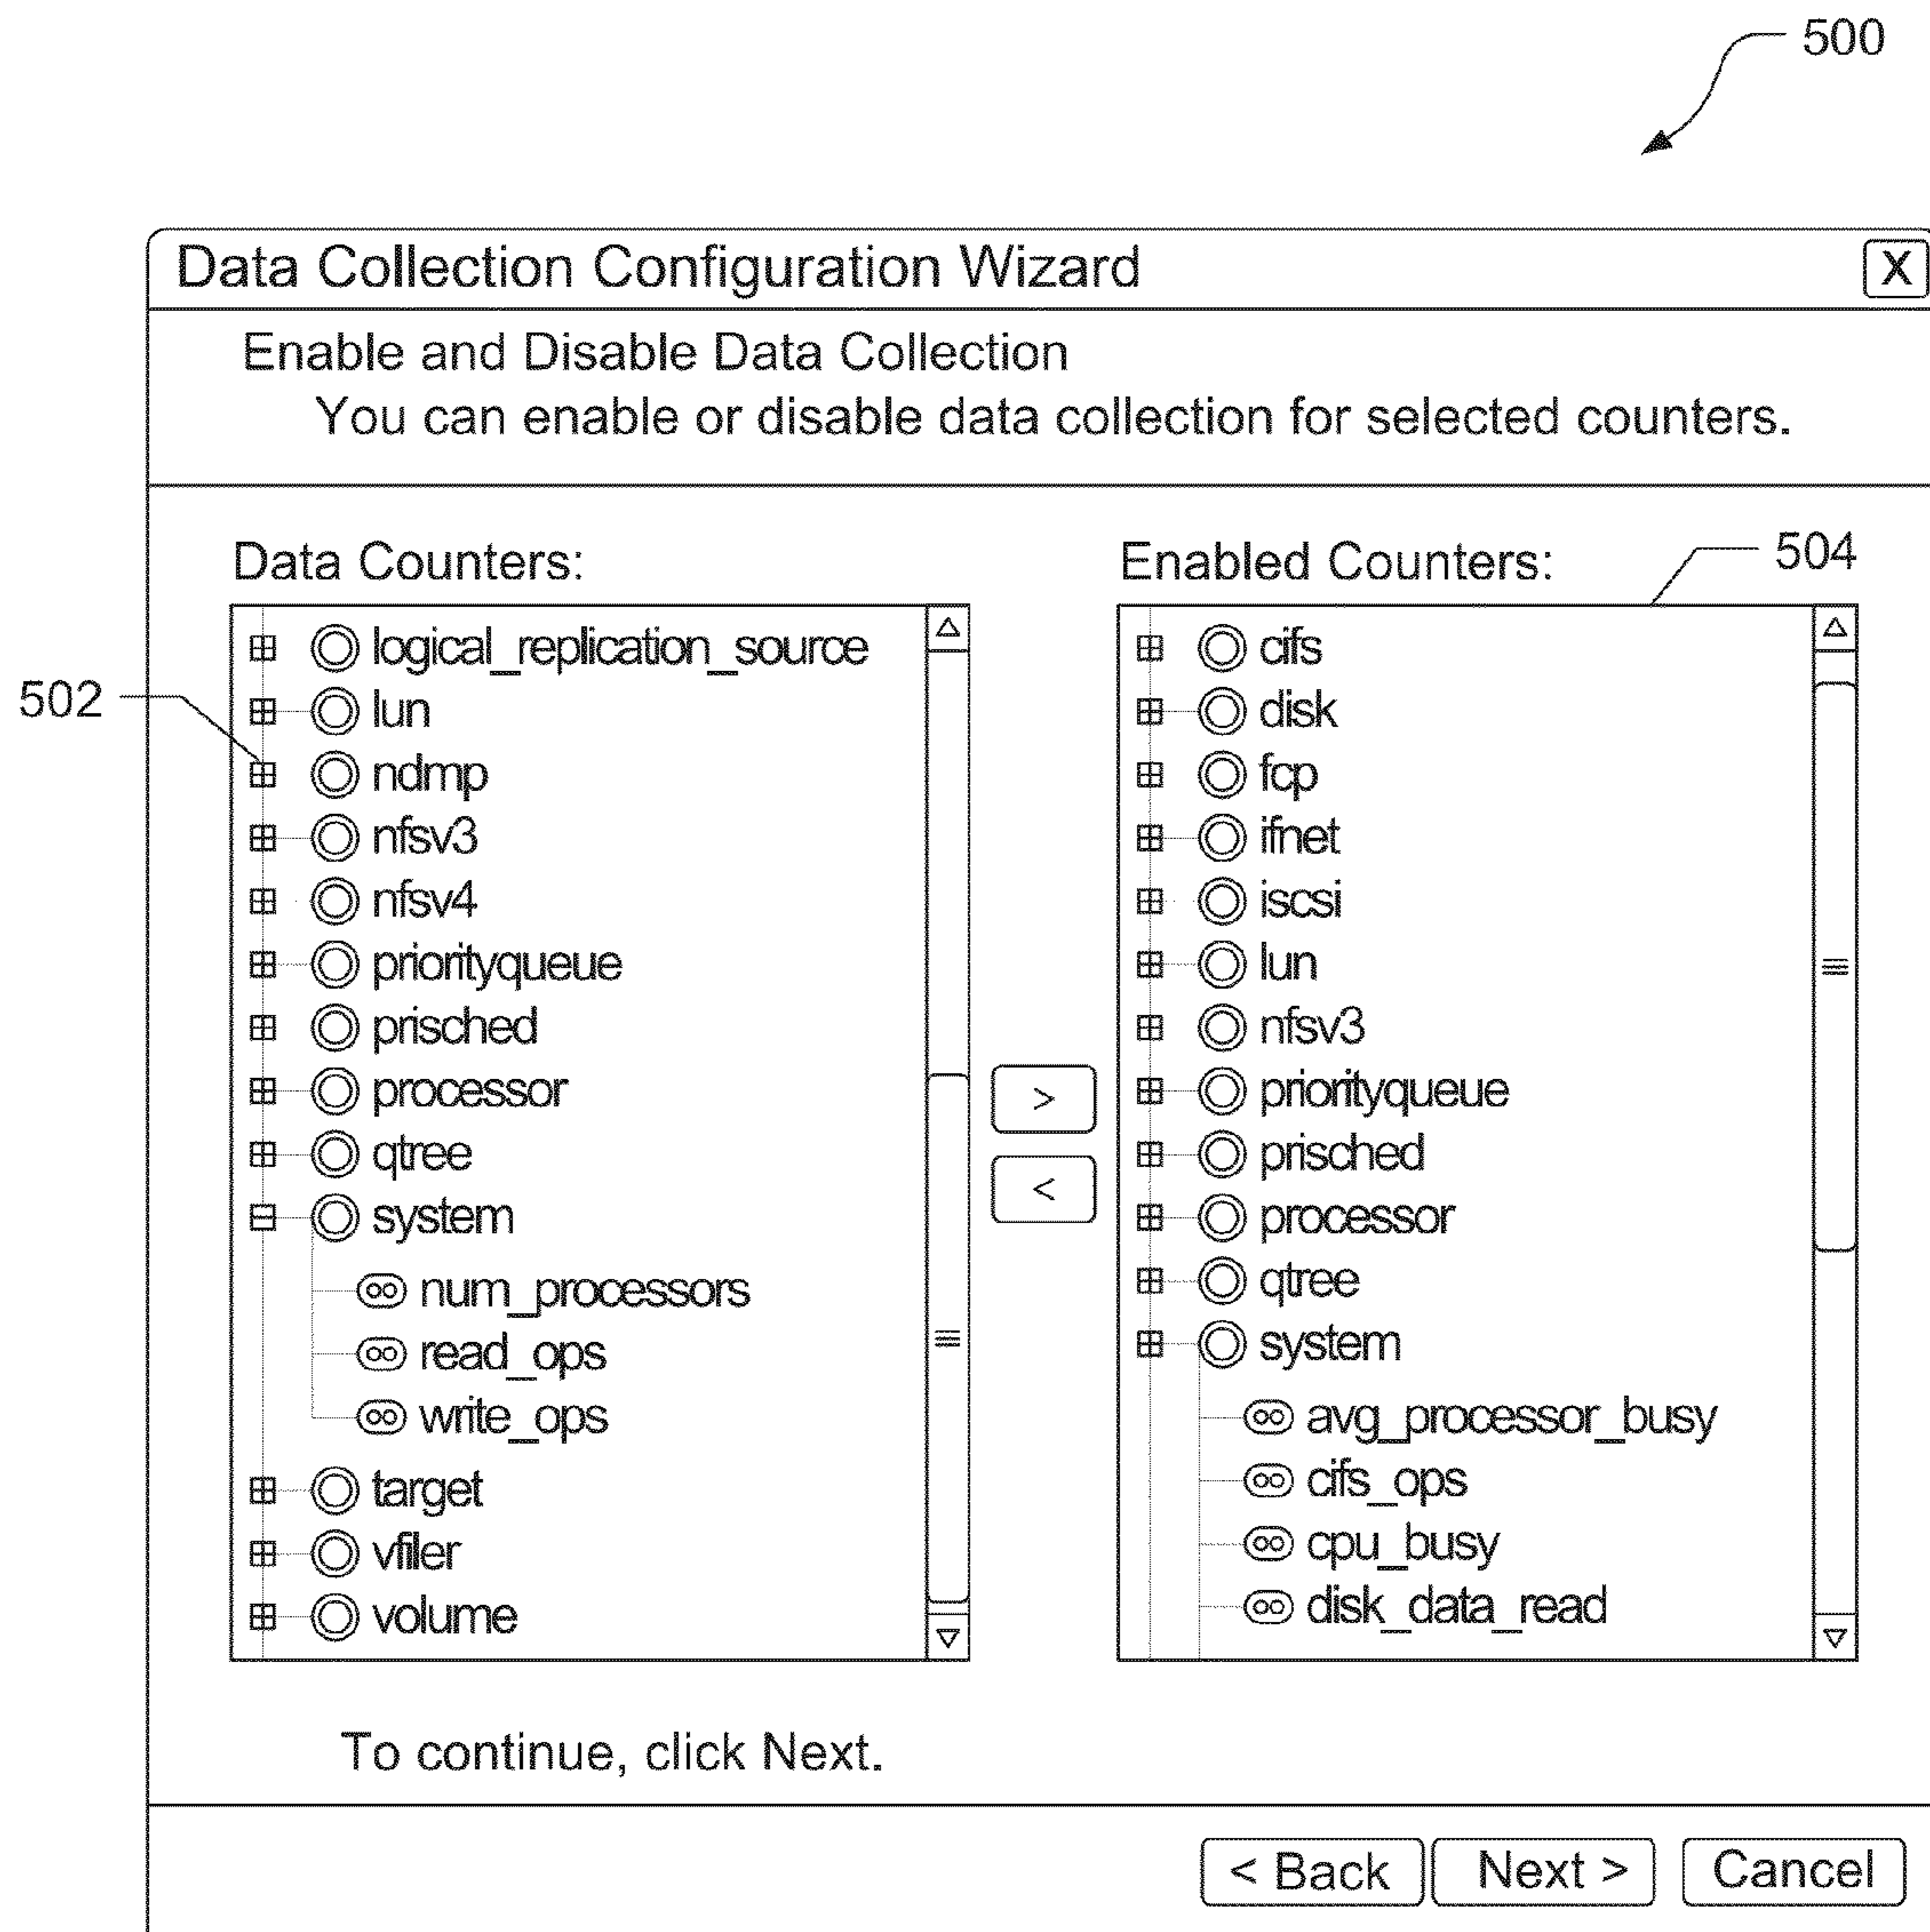 500
Data Collection Configuration Wizard X
Enable and Disable Data Collection
You can enable or disable data collection for selected counters.
Data Counters:
502
logical_replication_source
lun
ndmp
nfsv3
nfsv4
priorityqueue
prisched
processor
qtree
system
num_processors
read_ops
write_ops
target
vfiler
volume
>
<
Enabled Counters:
504
cifs
disk
fcp
ifnet
iscsi
lun
nfsv3
priorityqueue
prisched
processor
qtree
system
avg_processor_busy
cifs_ops
cpu_busy
disk_data_read
To continue, click Next.
< Back Next > Cancel